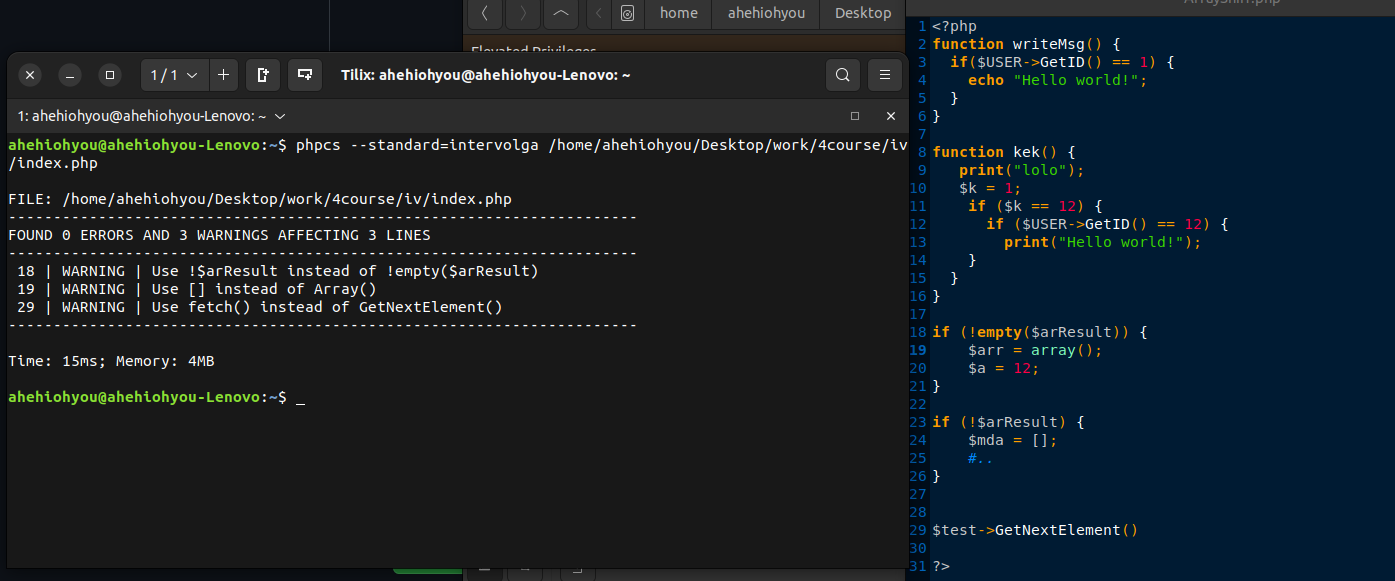 home
ahehiohyou
Desktop
Elevated Privileges
1 / 1
Tilix: ahehiohyou@ahehiohyou-Lenovo: ~
1: ahehiohyou@ahehiohyou-Lenovo: ~
ahehiohyou@ahehiohyou-Lenovo:~$ phpcs --standard=intervolga /home/ahehiohyou/Desktop/work/4course/iv
/index.php
FILE: /home/ahehiohyou/Desktop/work/4course/iv/index.php
----------------------------------------------------------------------
FOUND 0 ERRORS AND 3 WARNINGS AFFECTING 3 LINES
----------------------------------------------------------------------
18 | WARNING | Use !$arResult instead of !empty($arResult)
19 | WARNING | Use [] instead of Array()
29 | WARNING | Use fetch() instead of GetNextElement()
----------------------------------------------------------------------
Time: 15ms; Memory: 4MB
ahehiohyou@ahehiohyou-Lenovo:~$ _
1 <?php
2 function writeMsg() {
3   if($USER->GetID() == 1) {
4     echo "Hello world!";
5   }
6 }
7
8 function kek() {
9    print("lolo");
10    $k = 1;
11     if ($k == 12) {
12       if ($USER->GetID() == 12) {
13         print("Hello world!");
14     }
15   }
16 }
17
18 if (!empty($arResult)) {
19     $arr = array();
20     $a = 12;
21 }
22
23 if (!$arResult) {
24     $mda = [];
25     #..
26 }
27
28
29 $test->GetNextElement()
30
31 ?>